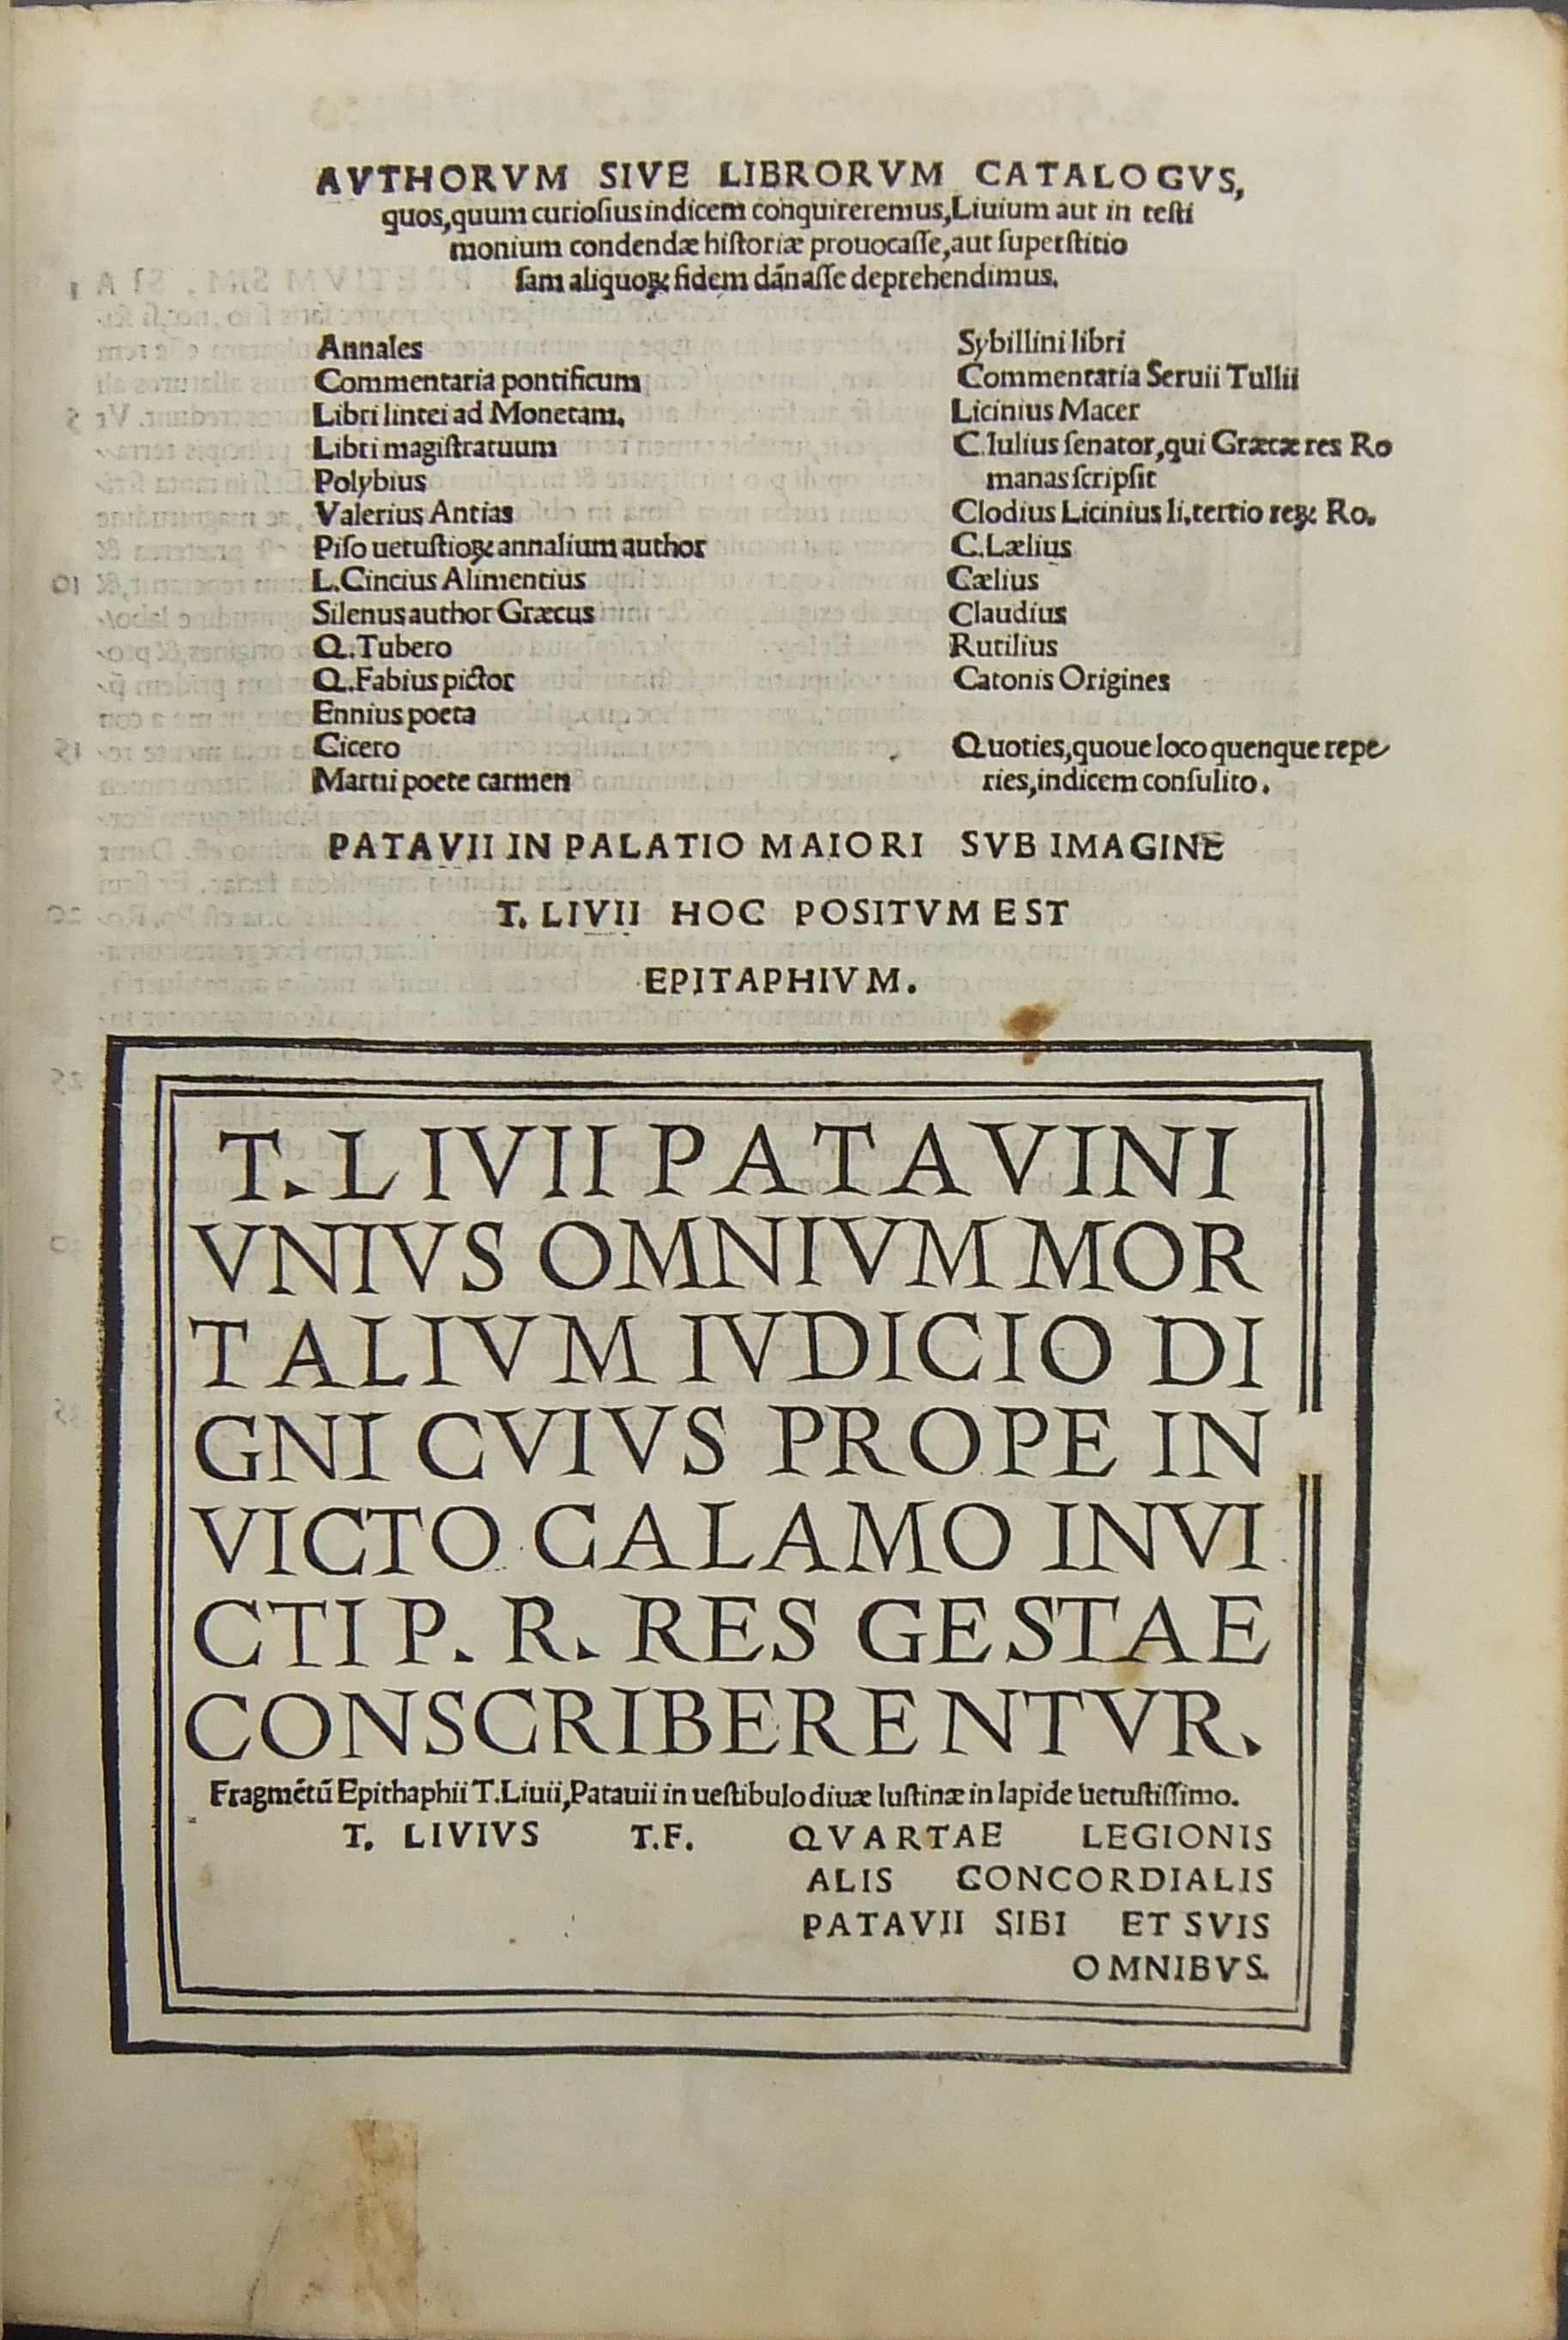 AVTHORVM SIVE LIBRORVM CATALOGVS,
quos,quum curioſius indicem conquireremus,Liuium aut in teſti
monium condendæ hiſtoriæ prouocaſſe,aut ſuperſtitio
ſam aliquoꝝ fidem dãnaſſe deprehendimus.
Annales
Commentaria pontificum
Libri lintei ad Monetam.
Libri magiſtratuum
Polybius
Valerius Antias
Piſo uetuſtioꝝ annalium author
L.Cincius Alimentius
Silenus author Græcus
Q.Tubero
Q.Fabius pictor
Ennius poeta
Cicero
Martii poete carmen
Sybillini libri
Commentaria Seruii Tullii
Licinius Macer
C.Iulius ſenator,qui Græcæ res Ro
manas ſcripſit
Clodius Licinius li.tertio reꝝ Ro.
C.Lælius
Cælius
Claudius
Rutilius
Catonis Origines
Quoties,quoue loco quenque repe-
ries,indicem conſulito.
PATAVII IN PALATIO MAIORI SVB IMAGINE
T. LIVII HOC POSITVM EST
EPITAPHIVM.
T. LIVII PATAVINI
VNIVS OMNIVM MOR
TALIVM IVDICIO DI
GNI CVIVS PROPE IN
VICTO CALAMO INVI
CTI P. R. RES GESTAE
CONSCRIBERENTVR.
Fragmẽtũ Epithaphii T.Liuii,Patauii in ueſtibulo diuæ Iuſtinæ in lapide uetuſtiſſimo.
T. LIVIVS T.F. QVARTAE LEGIONIS
ALIS CONCORDIALIS
PATAVII SIBI ET SVIS
OMNIBVS.